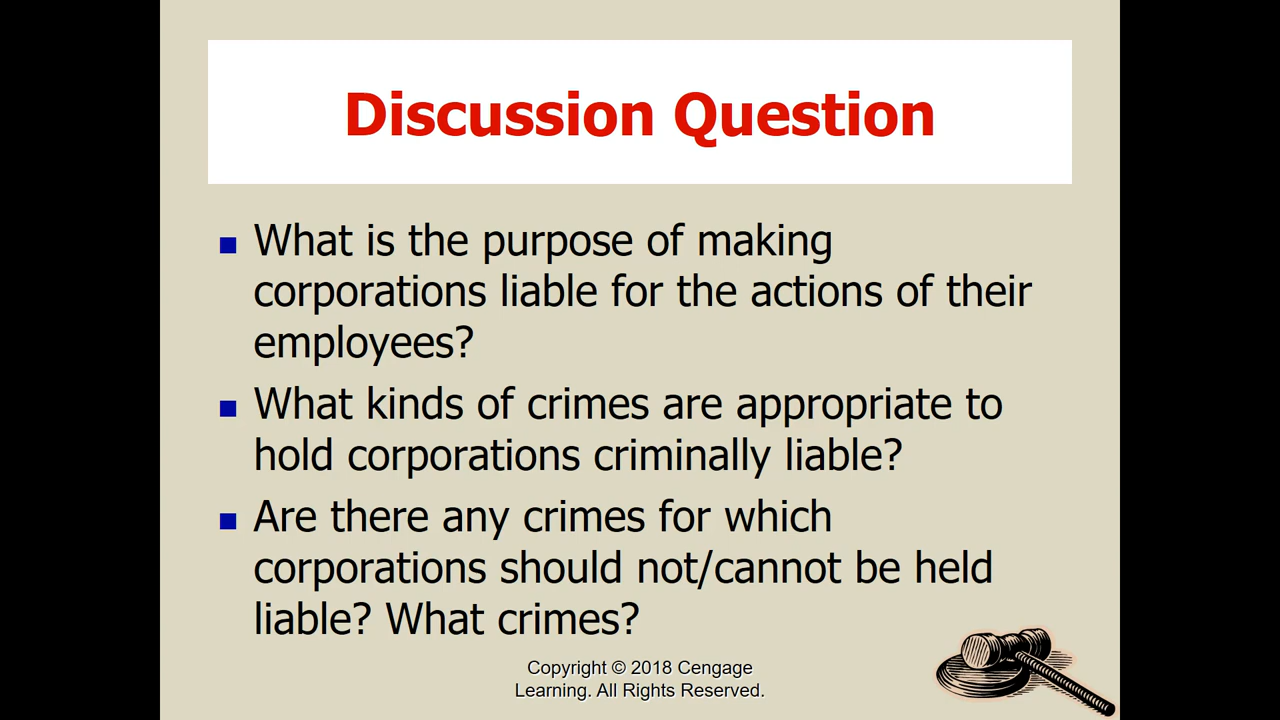 Discussion Question
What is the purpose of making
corporations liable for the actions of their
employees?
What kinds of crimes are appropriate to
hold corporations criminally liable?
Are there any crimes for which
corporations should not/cannot be held
liable? What crimes?
Copyright © 2018 Cengage
Learning. All Rights Reserved.